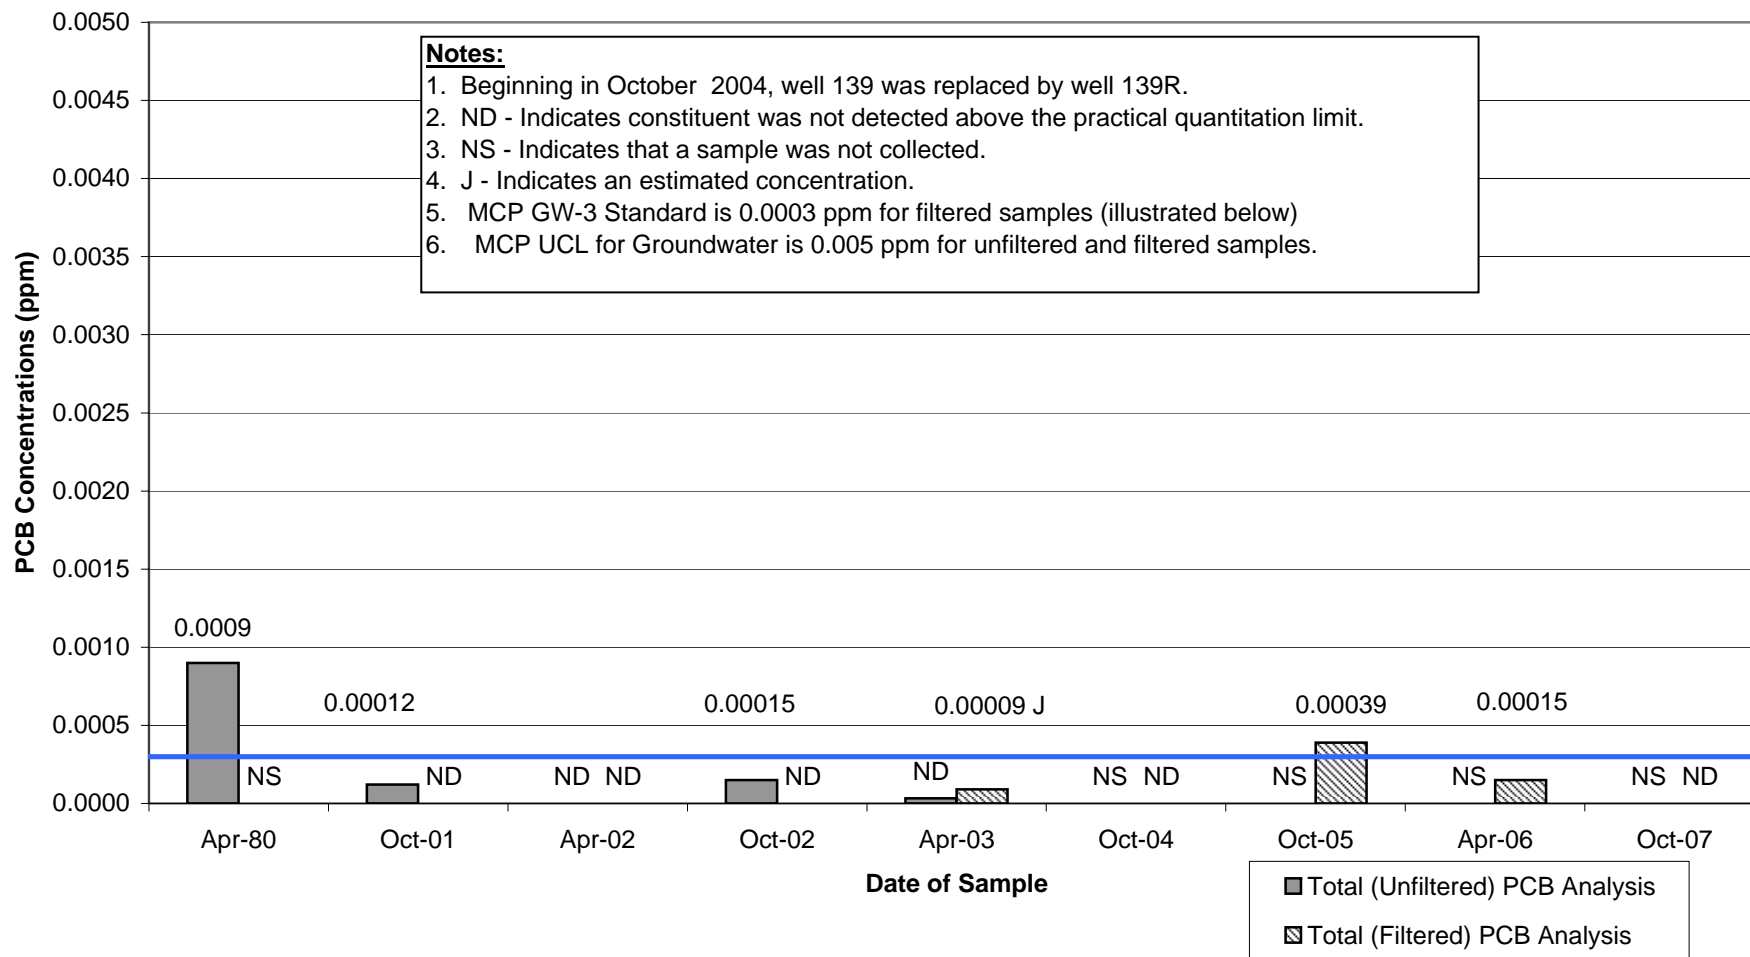 0.0050
0.0045
0.0040
0.0035
0.0030
0.0025
0.0020
0.0015
0.0010
0.0005
0.0000
PCB Concentrations (ppm)
Notes:
1. Beginning in October 2004, well 139 was replaced by well 139R.
2. ND - Indicates constituent was not detected above the practical quantitation limit.
3. NS - Indicates that a sample was not collected.
4. J - Indicates an estimated concentration.
5. MCP GW-3 Standard is 0.0003 ppm for filtered samples (illustrated below)
6. MCP UCL for Groundwater is 0.005 ppm for unfiltered and filtered samples.
0.0009
0.00012
0.00015
0.00009 J
0.00039
0.00015
NS
ND
ND ND
ND
ND
NS ND
NS
NS
NS ND
Apr-80
Oct-01
Apr-02
Oct-02
Apr-03
Oct-04
Oct-05
Apr-06
Oct-07
Date of Sample
Total (Unfiltered) PCB Analysis
Total (Filtered) PCB Analysis